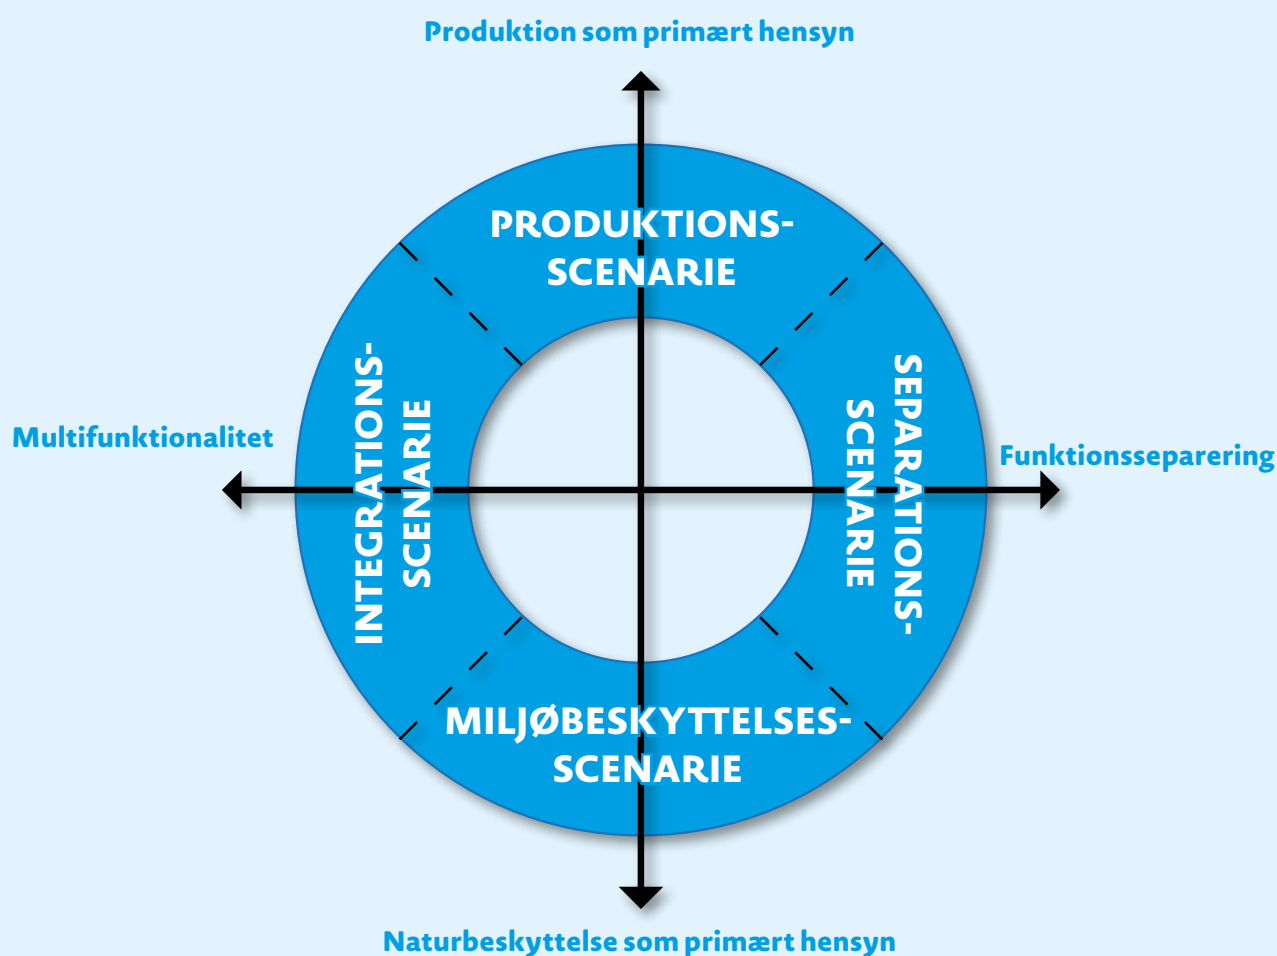 Produktion som primært hensyn
PRODUKTIONS-
SCENARIE
Multifunktionalitet
INTEGRATIONS-
SCENARIE
SEPARATIONS-
SCENARIE
Funktionsseparering
MILJØBESKYTTELSES-
SCENARIE
Naturbeskyttelse som primært hensyn